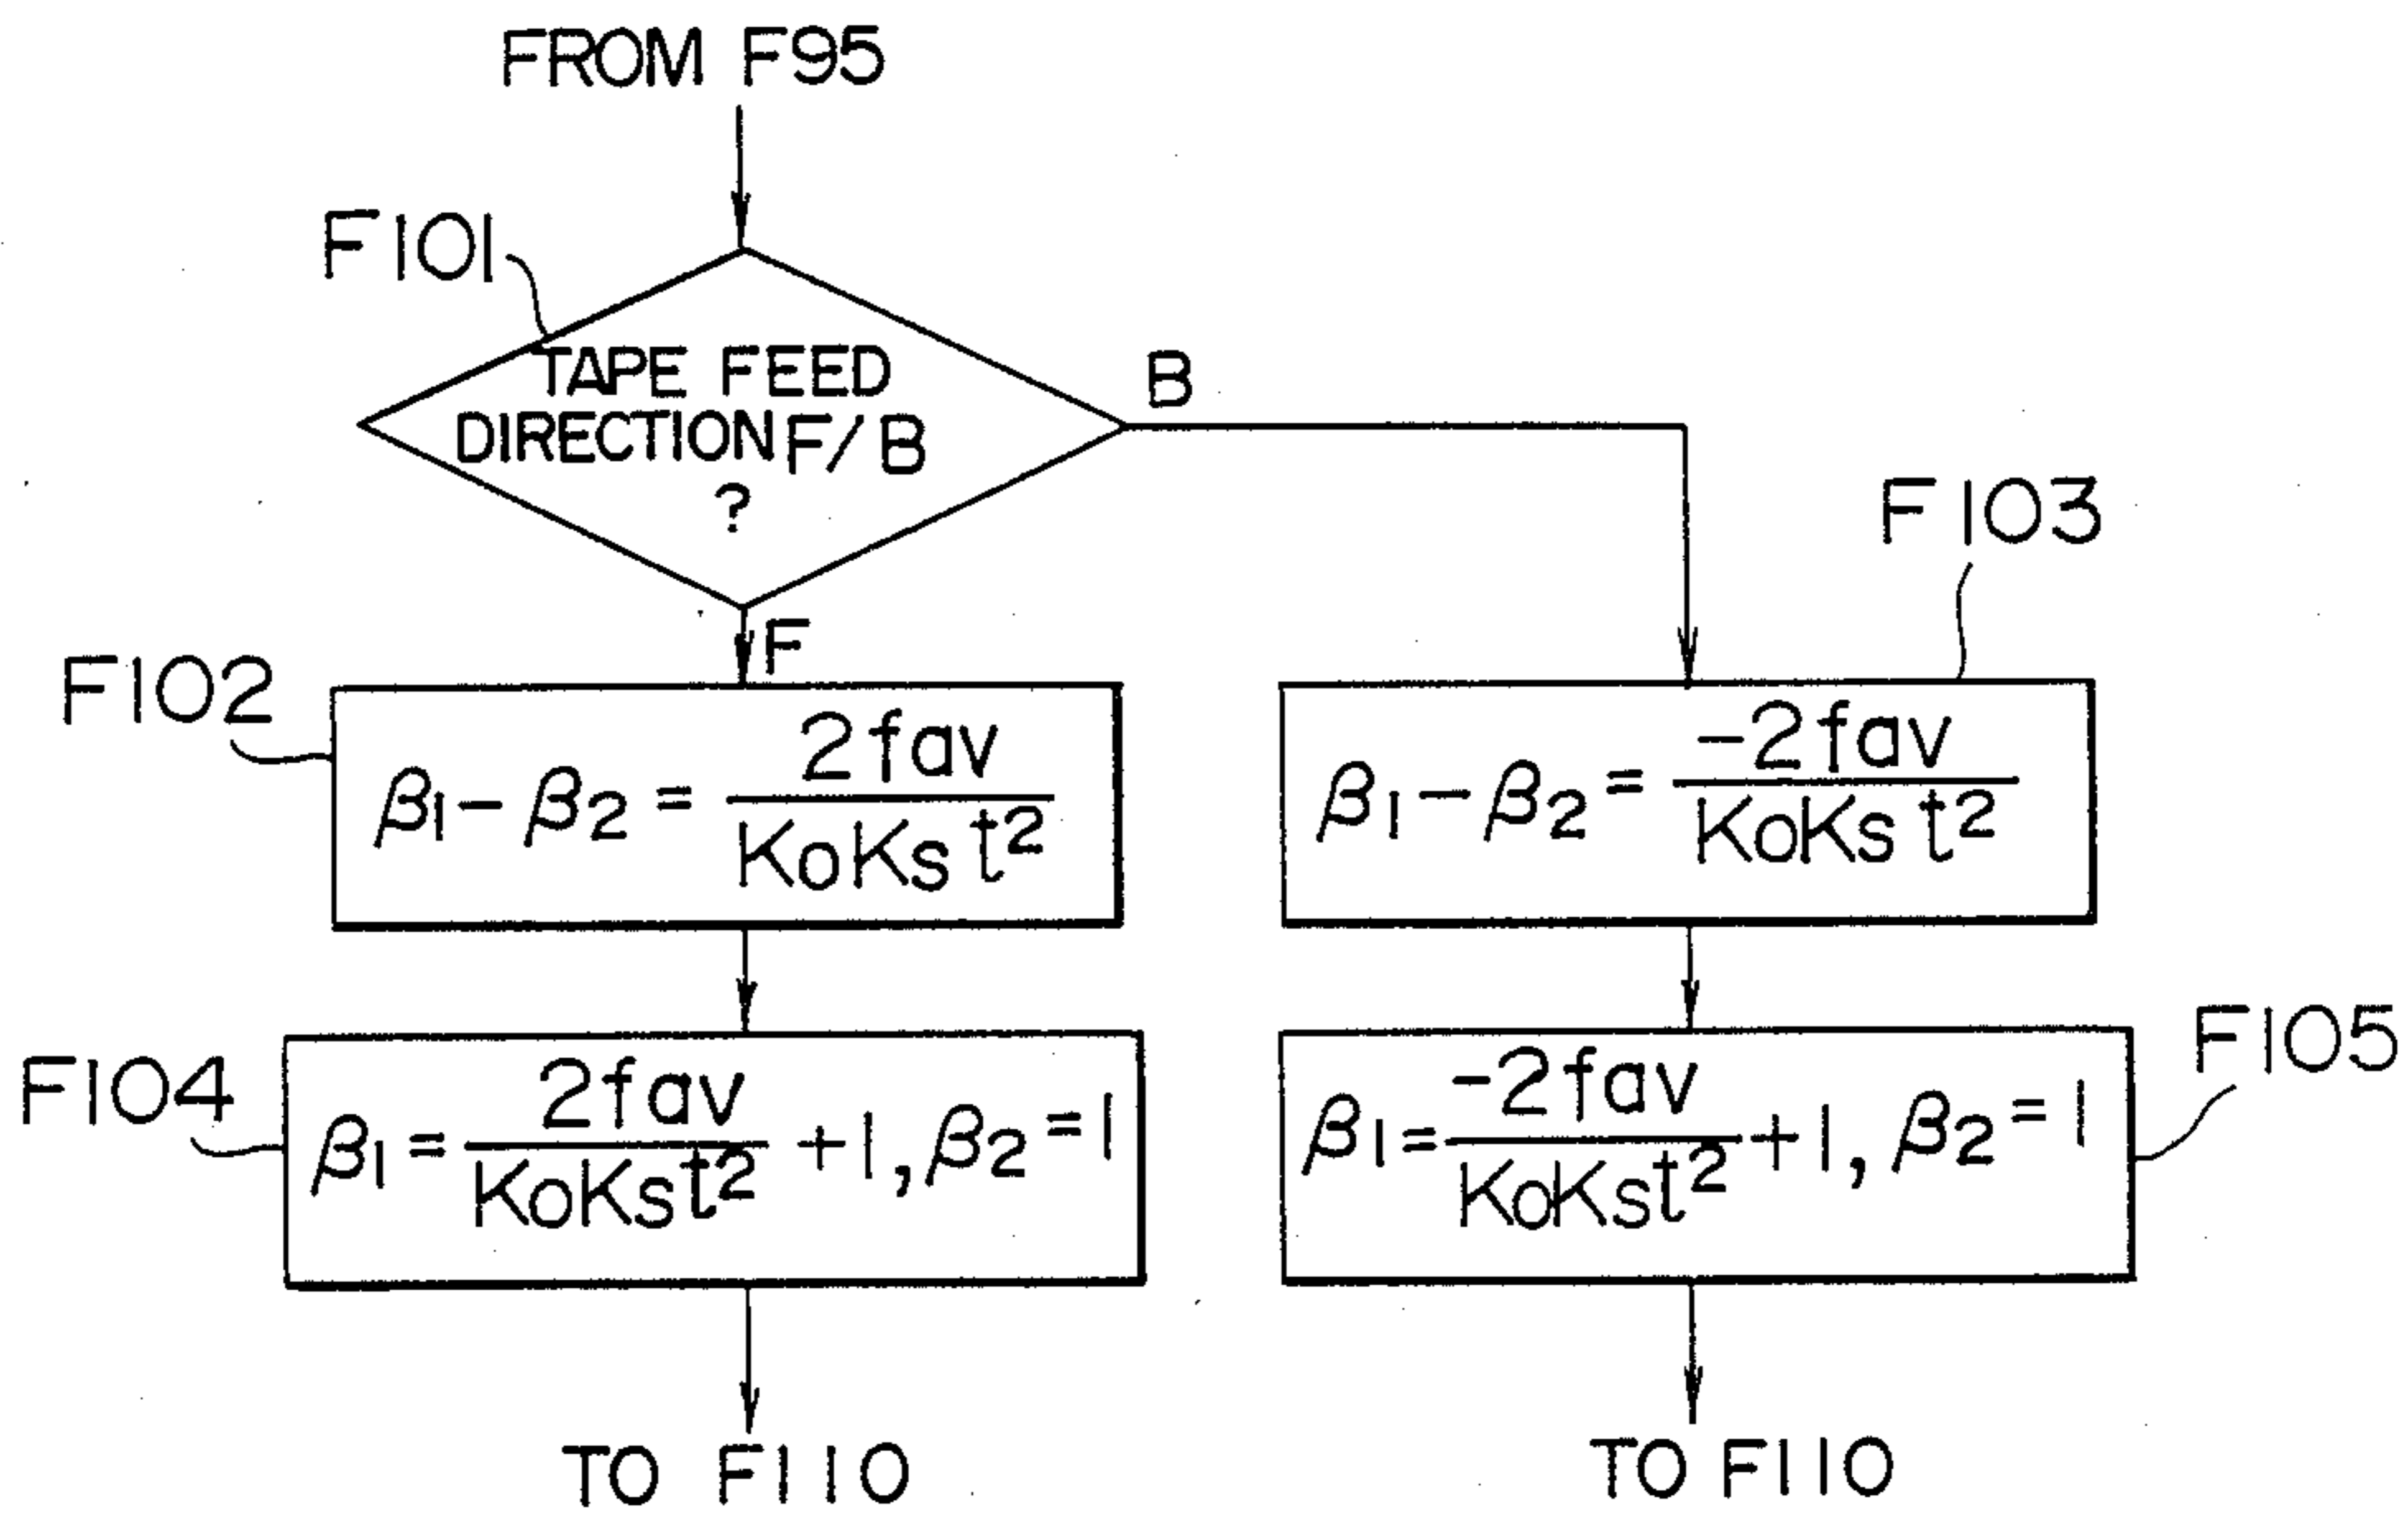 FROM F95
F101
TAPE FEED
DIRECTION F/B
?
B
F
F102
β1 - β2 = 2fav / KoKs t²
F103
β1 - β2 = -2fav / KoKs t²
F104
β1 = 2fav / KoKst² + 1, β2 = 1
F105
β1 = -2fav / KoKst² + 1, β2 = 1
TO F110
TO F110